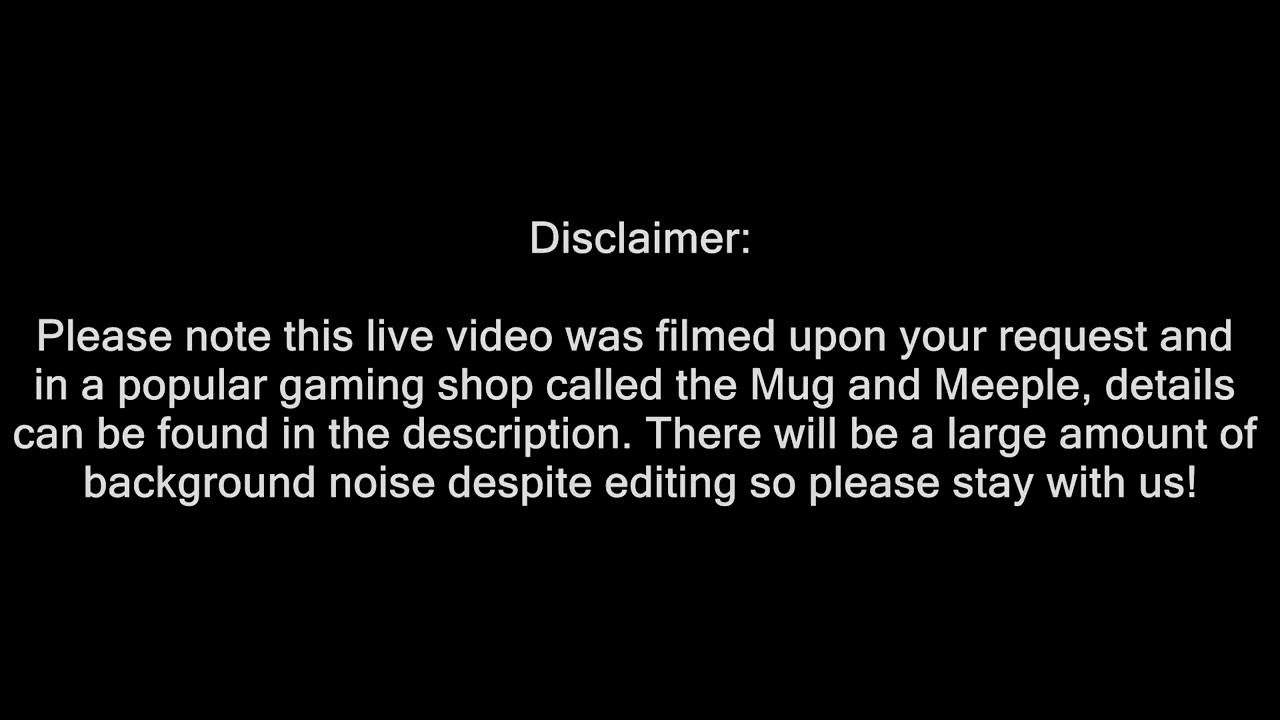 Disclaimer:
Please note this live video was filmed upon your request and
in a popular gaming shop called the Mug and Meeple, details
can be found in the description. There will be a large amount of
background noise despite editing so please stay with us!